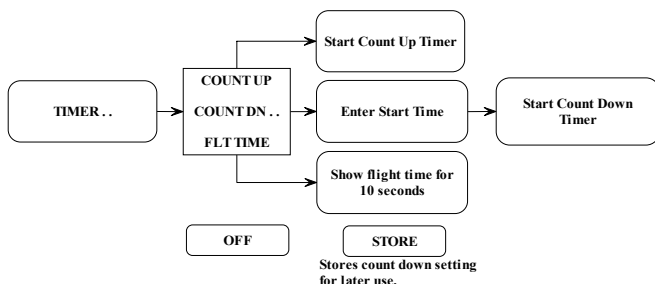 Start Count Up Timer
COUNT UP
TIMER . .
COUNT DN . .
Enter Start Time
Start Count Down
Timer
FLT TIME
Show flight time for
10 seconds
OFF
STORE
Stores count down setting
for later use.